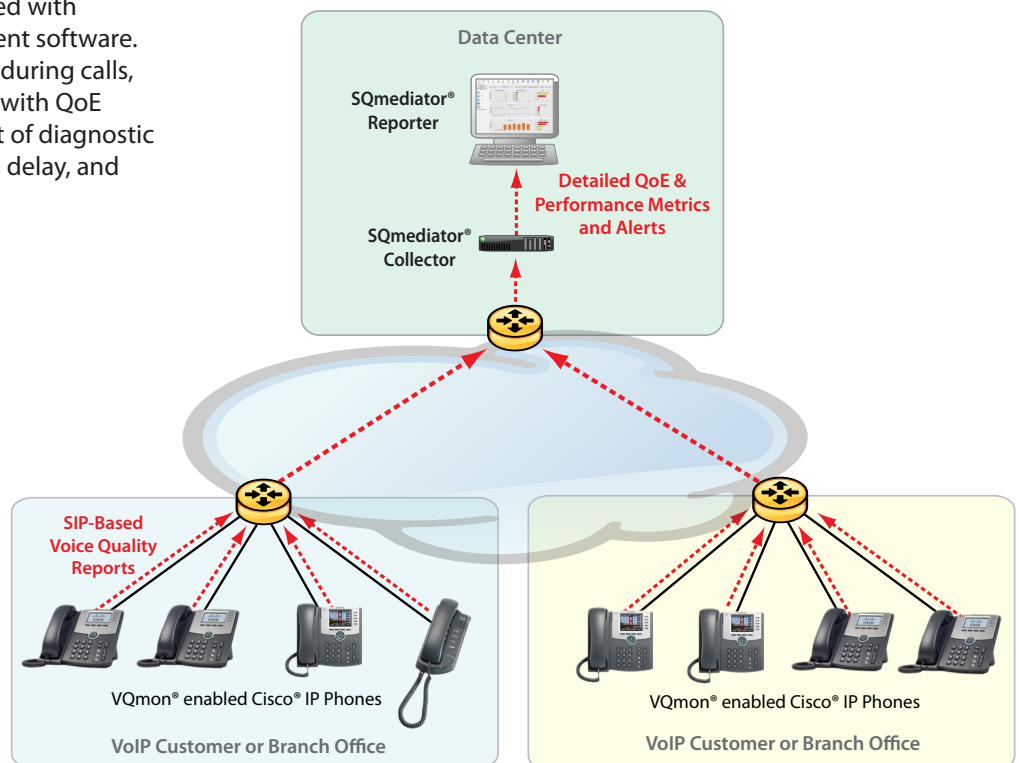 ed with
ent software.
during calls,
with QoE
t of diagnostic
delay, and
Data Center
SQmediator®
Reporter
Detailed QoE &
Performance Metrics
and Alerts
SQmediator®
Collector
SIP-Based
Voice Quality
Reports
VQmon® enabled Cisco® IP Phones
VoIP Customer or Branch Office
VQmon® enabled Cisco® IP Phones
VoIP Customer or Branch Office